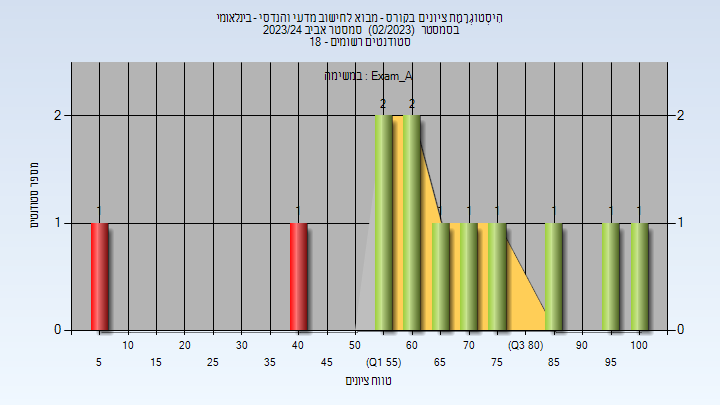 היסטוגרמת ציונים בקורס - מבוא לחישוב מדעי והנדסי - בינלאומי
בסמסטר (02/2023) סמסטר אביב 2023/24
סטודנטים רשומים - 18
במשימה : Exam_A
2 2
2 2
1 1 1 1 1 1 1 1
1 1
מספר סטודנטים
0 0
10 20 30 40 50 60 70 (Q3 80) 90 100
5 15 25 35 45 (Q1 55) 65 75 85 95
טווח ציונים